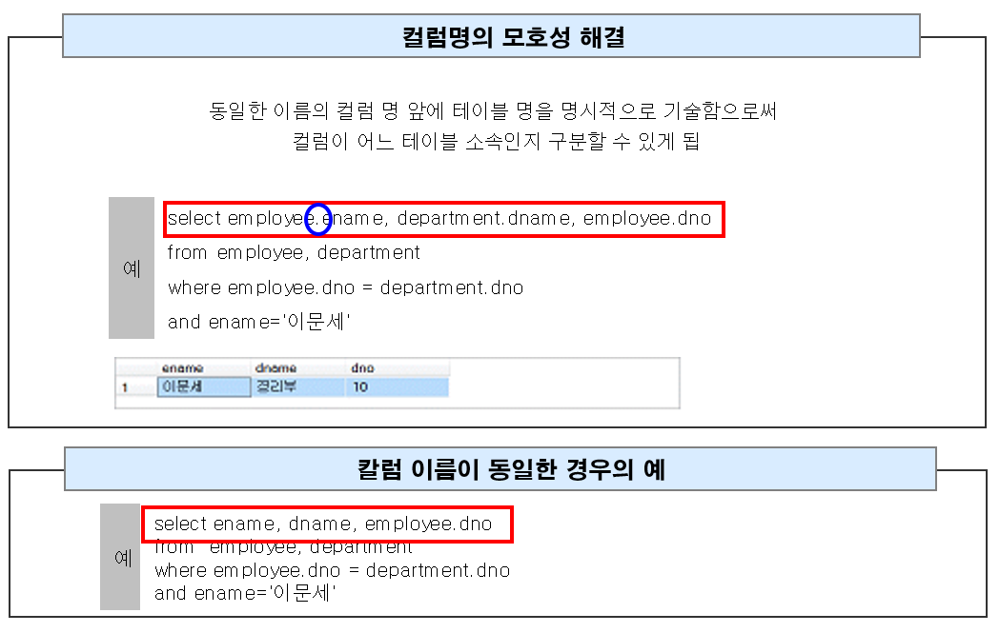 컬럼명의 모호성 해결
동일한 이름의 컬럼 명 앞에 테이블 명을 명시적으로 기술함으로써
컬럼이 어느 테이블 소속인지 구분할 수 있게 됩
예
select employee.ename, department.dname, employee.dno
from employee, department
where employee.dno = department.dno
and ename='이문세'
ename dname dno
1 이문세 경리부 10
칼럼 이름이 동일한 경우의 예
예
select ename, dname, employee.dno
from employee, department
where employee.dno = department.dno
and ename='이문세'